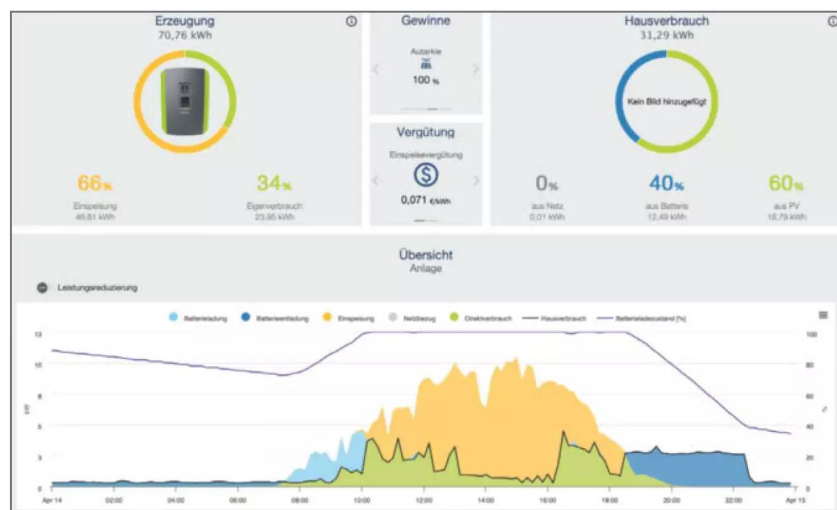 Erzeugung
70,76 kWh
66%
Einspeisung
46,81 kWh
34%
Eigenverbrauch
23,95 kWh
Gewinne
Autarkie
100 %
Vergütung
Einspeisevergütung
0,071 €/kWh
Hausverbrauch
31,29 kWh
Kein Bild hinzugefügt
0%
aus Netz
0,01 kWh
40%
aus Batterie
12,49 kWh
60%
aus PV
18,79 kWh
Übersicht
Anlage
Leistungsreduzierung
Batterieladung Batterieentladung Einspeisung Netzbezug Direktverbrauch Hausverbrauch Batterieladezustand [%]
13 100
10 80
8 60
5 40
3 20
0 0
kW
%
Apr 14 02:00 04:00 06:00 08:00 10:00 12:00 14:00 16:00 18:00 20:00 22:00 Apr 15